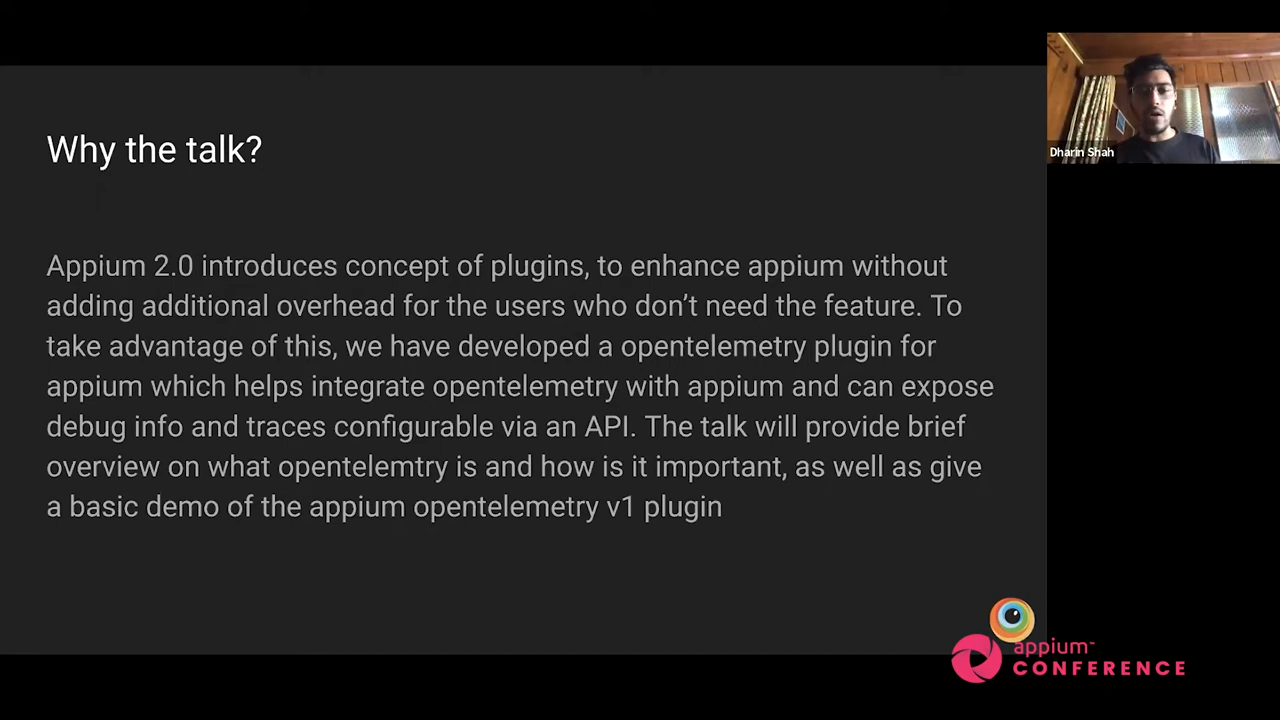 Why the talk?
Appium 2.0 introduces concept of plugins, to enhance appium without
adding additional overhead for the users who don’t need the feature. To
take advantage of this, we have developed a opentelemetry plugin for
appium which helps integrate opentelemetry with appium and can expose
debug info and traces configurable via an API. The talk will provide brief
overview on what opentelemtry is and how is it important, as well as give
a basic demo of the appium opentelemetry v1 plugin
Dharin Shah
appium™
CONFERENCE